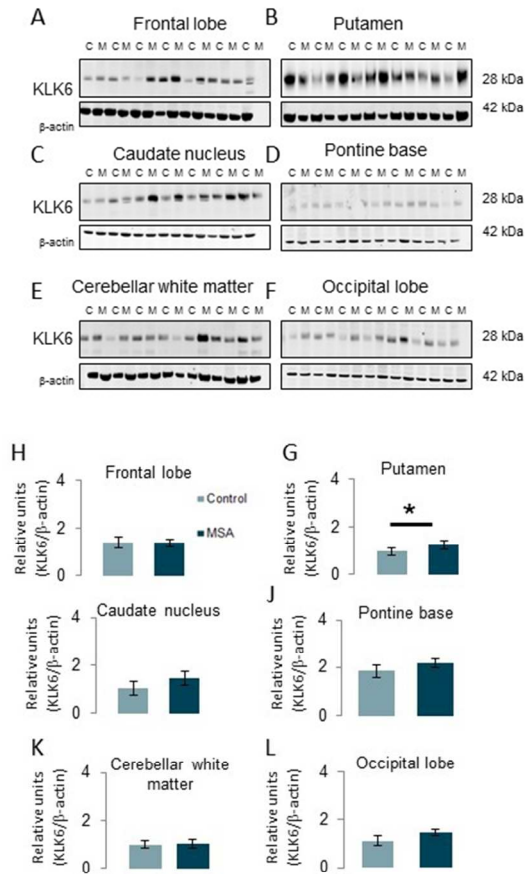 A
Frontal lobe
B
Putamen
C M C M C M C M C M C M C M
C M C M C M C M C M C M C M
KLK6
28 kDa
β-actin
42 kDa
C
Caudate nucleus
D
Pontine base
C M C M C M C M C M C M C M
C M C M C M C M C M C M C M
KLK6
28 kDa
β-actin
42 kDa
E
Cerebellar white matter
F
Occipital lobe
C M C M C M C M C M C M C M
C M C M C M C M C M C M C M
KLK6
28 kDa
β-actin
42 kDa
H
Frontal lobe
Relative units
(KLK6/β-actin)
4
2
0
Control
MSA
G
Putamen
Relative units
(KLK6/β-actin)
4
2
0
*
Caudate nucleus
Relative units
(KLK6/β-actin)
4
2
0
J
Pontine base
Relative units
(KLK6/β-actin)
4
2
0
K
Cerebellar white
matter
Relative units
(KLK6/β-actin)
4
2
0
L
Occipital lobe
Relative units
(KLK6/β-actin)
4
2
0